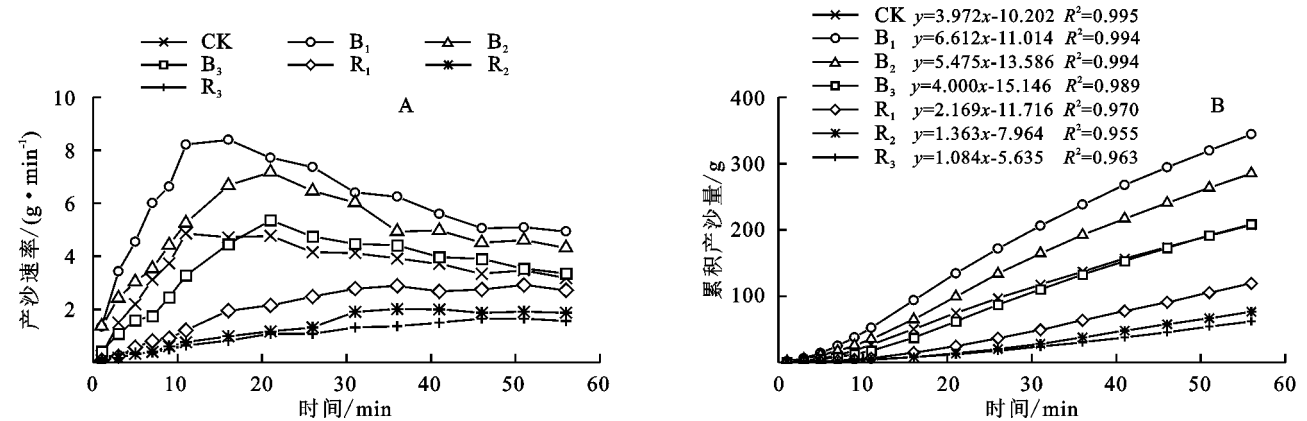 CK B₁ B₂
B₃ R₁ R₂
R₃
A
10
8
6
4
2
0 10 20 30 40 50 60
产沙速率/(g·min⁻¹)
时间/min
CK y=3.972x-10.202 R²=0.995
B₁ y=6.612x-11.014 R²=0.994
B₂ y=5.475x-13.586 R²=0.994
B₃ y=4.000x-15.146 R²=0.989
R₁ y=2.169x-11.716 R²=0.970
R₂ y=1.363x-7.964 R²=0.955
R₃ y=1.084x-5.635 R²=0.963
B
400
300
200
100
0 10 20 30 40 50 60
累积产沙量/g
时间/min